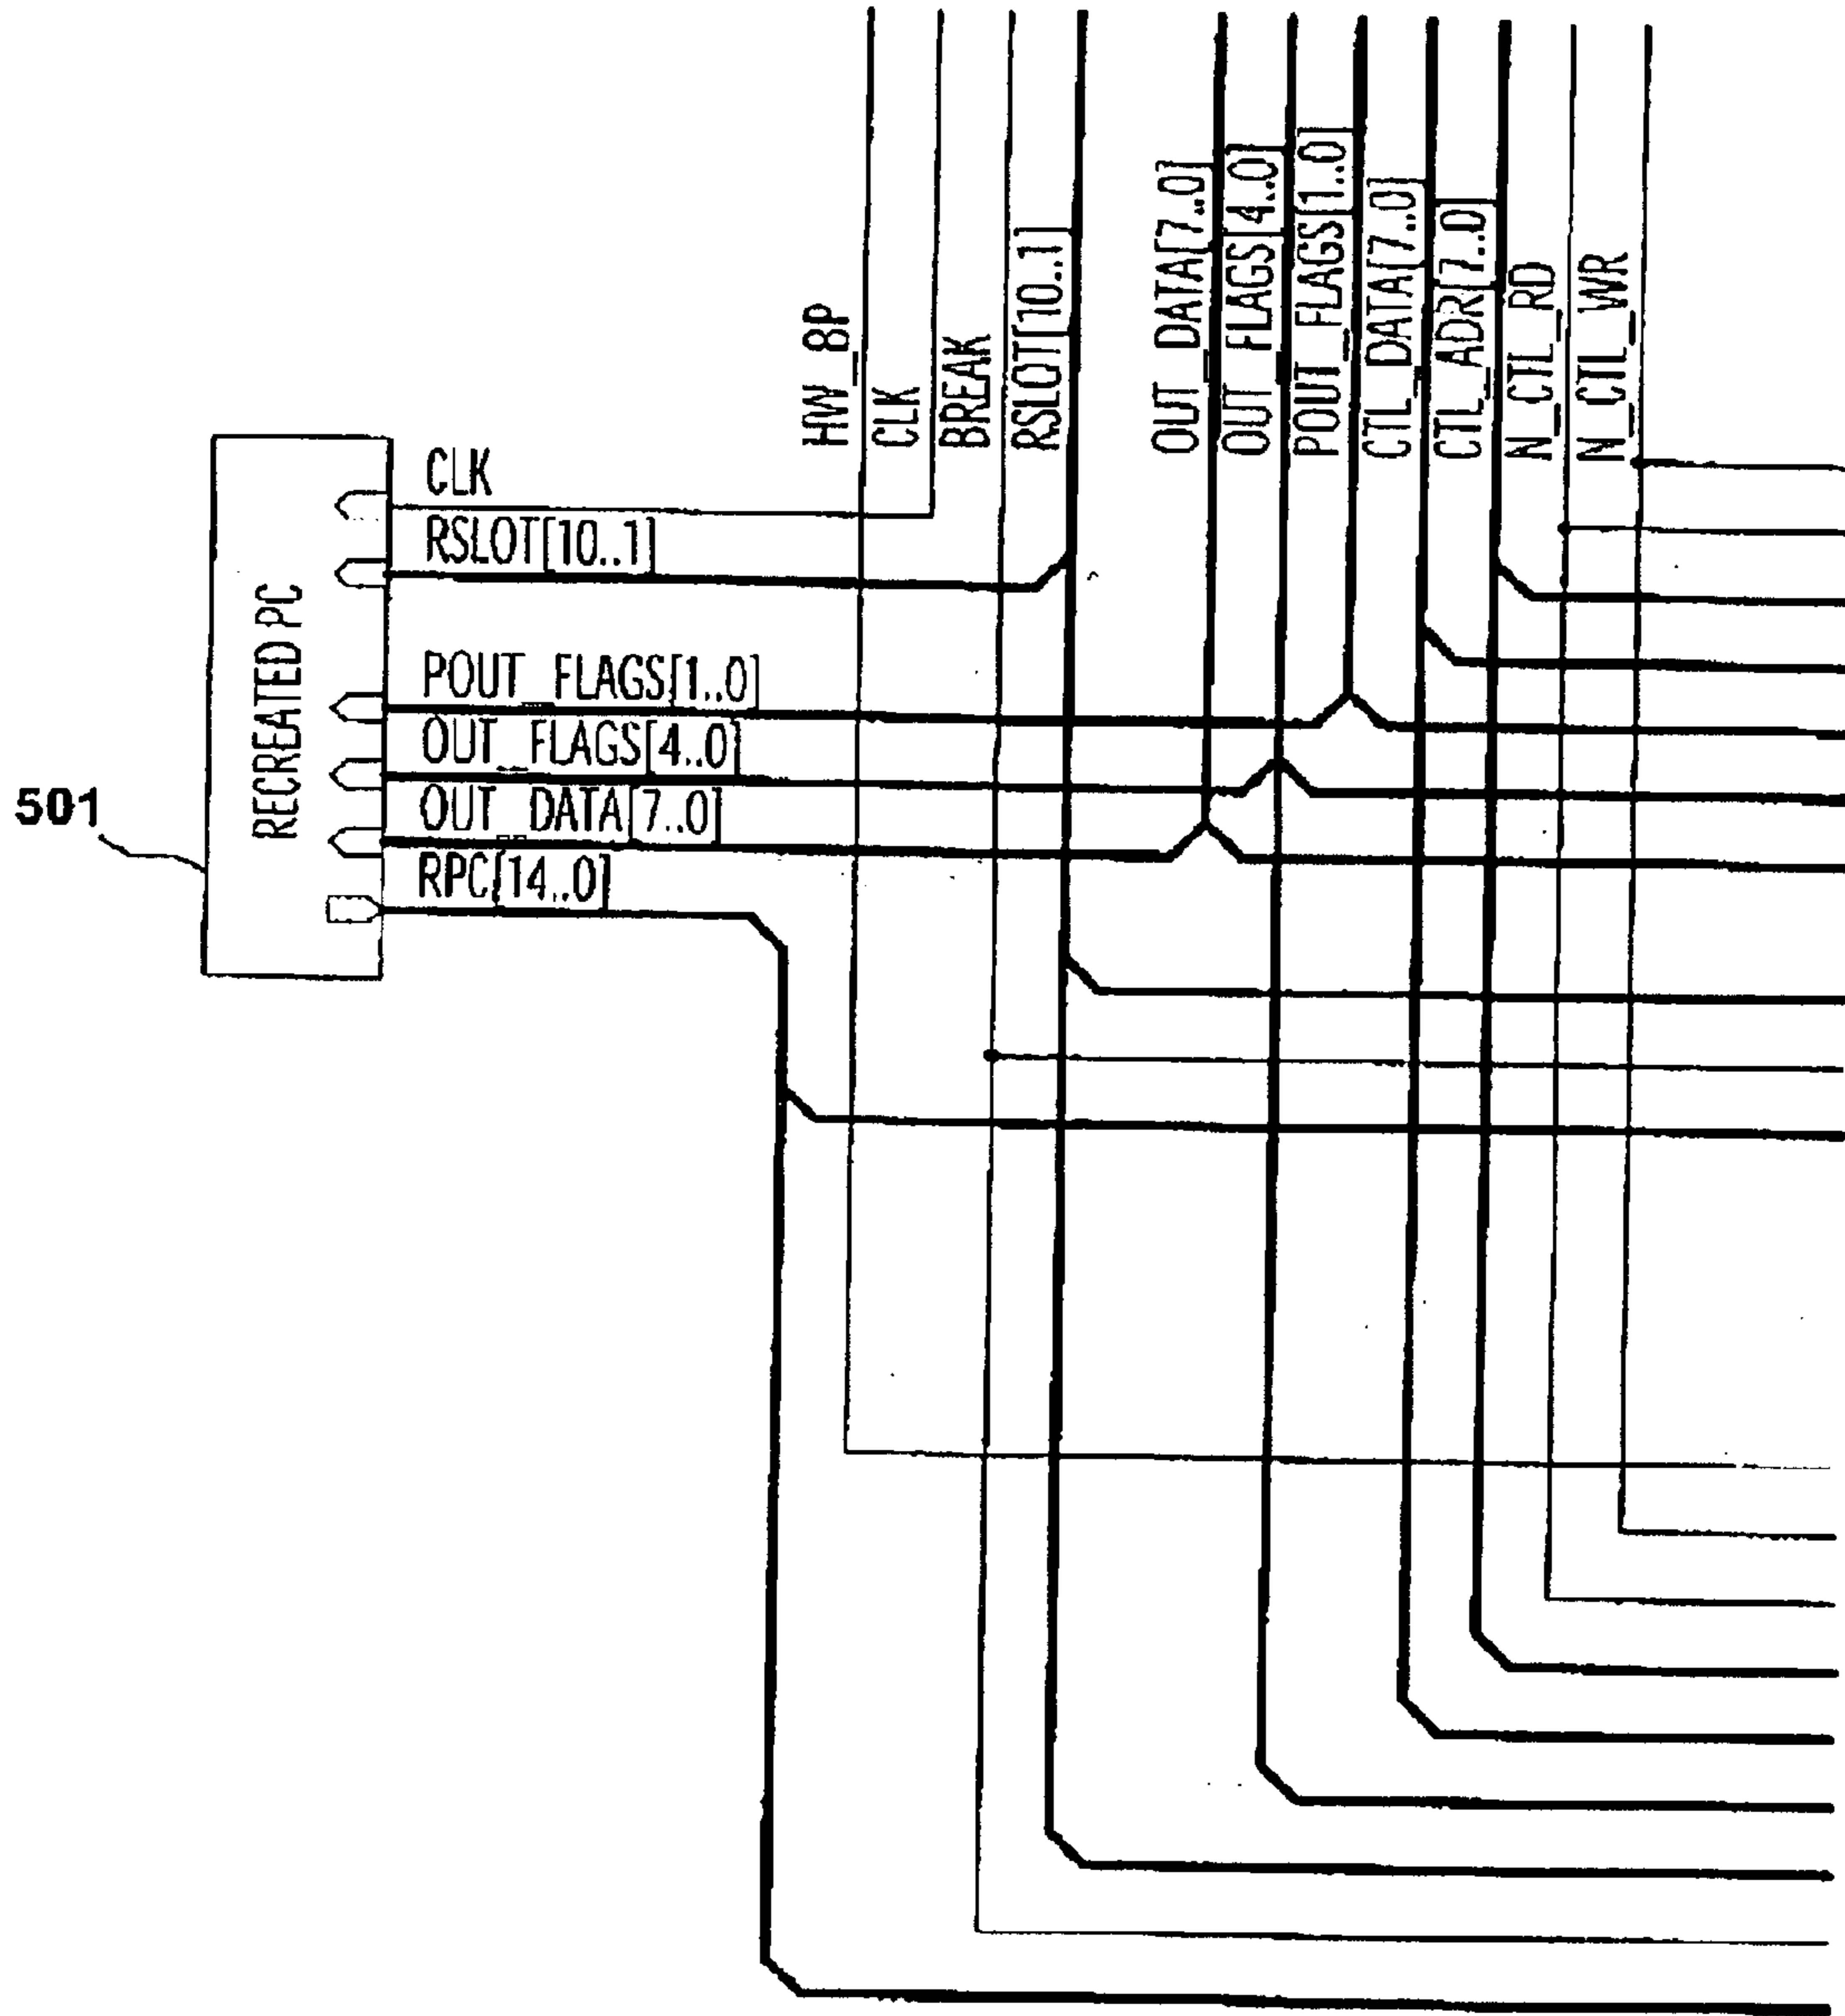 HW_8P
CLK
BREAK
RSLOT[10..1]
OUT_DATA[7..0]
OUT_FLAGS[4..0]
POUT_FLAGS[1..0]
CTL_DATA[7..0]
CTL_ADR[7..0]
N_CTL_RD
N_CTL_WR
501
RECREATED PC
CLK
RSLOT[10..1]
POUT_FLAGS[1..0]
OUT_FLAGS[4..0]
OUT_DATA[7..0]
RPC[14..0]